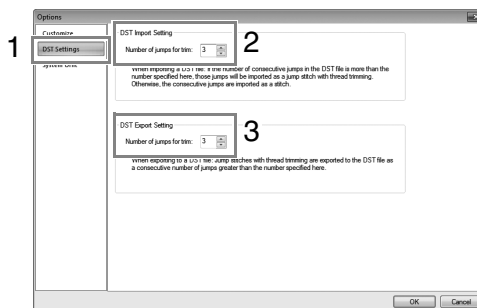 Options
Customize
1
DST Settings
System Unit
DST Import Setting
Number of jumps for trim: 3
2
When importing a DST file: If the number of consecutive jumps in the DST file is more than the
number specified here, those jumps will be imported as a jump stitch with thread trimming.
Otherwise, the consecutive jumps are imported as a stitch.
DST Export Setting
Number of jumps for trim: 3
3
When exporting to a DST file: Jump stitches with thread trimming are exported to the DST file as
a consecutive number of jumps greater than the number specified here.
OK
Cancel